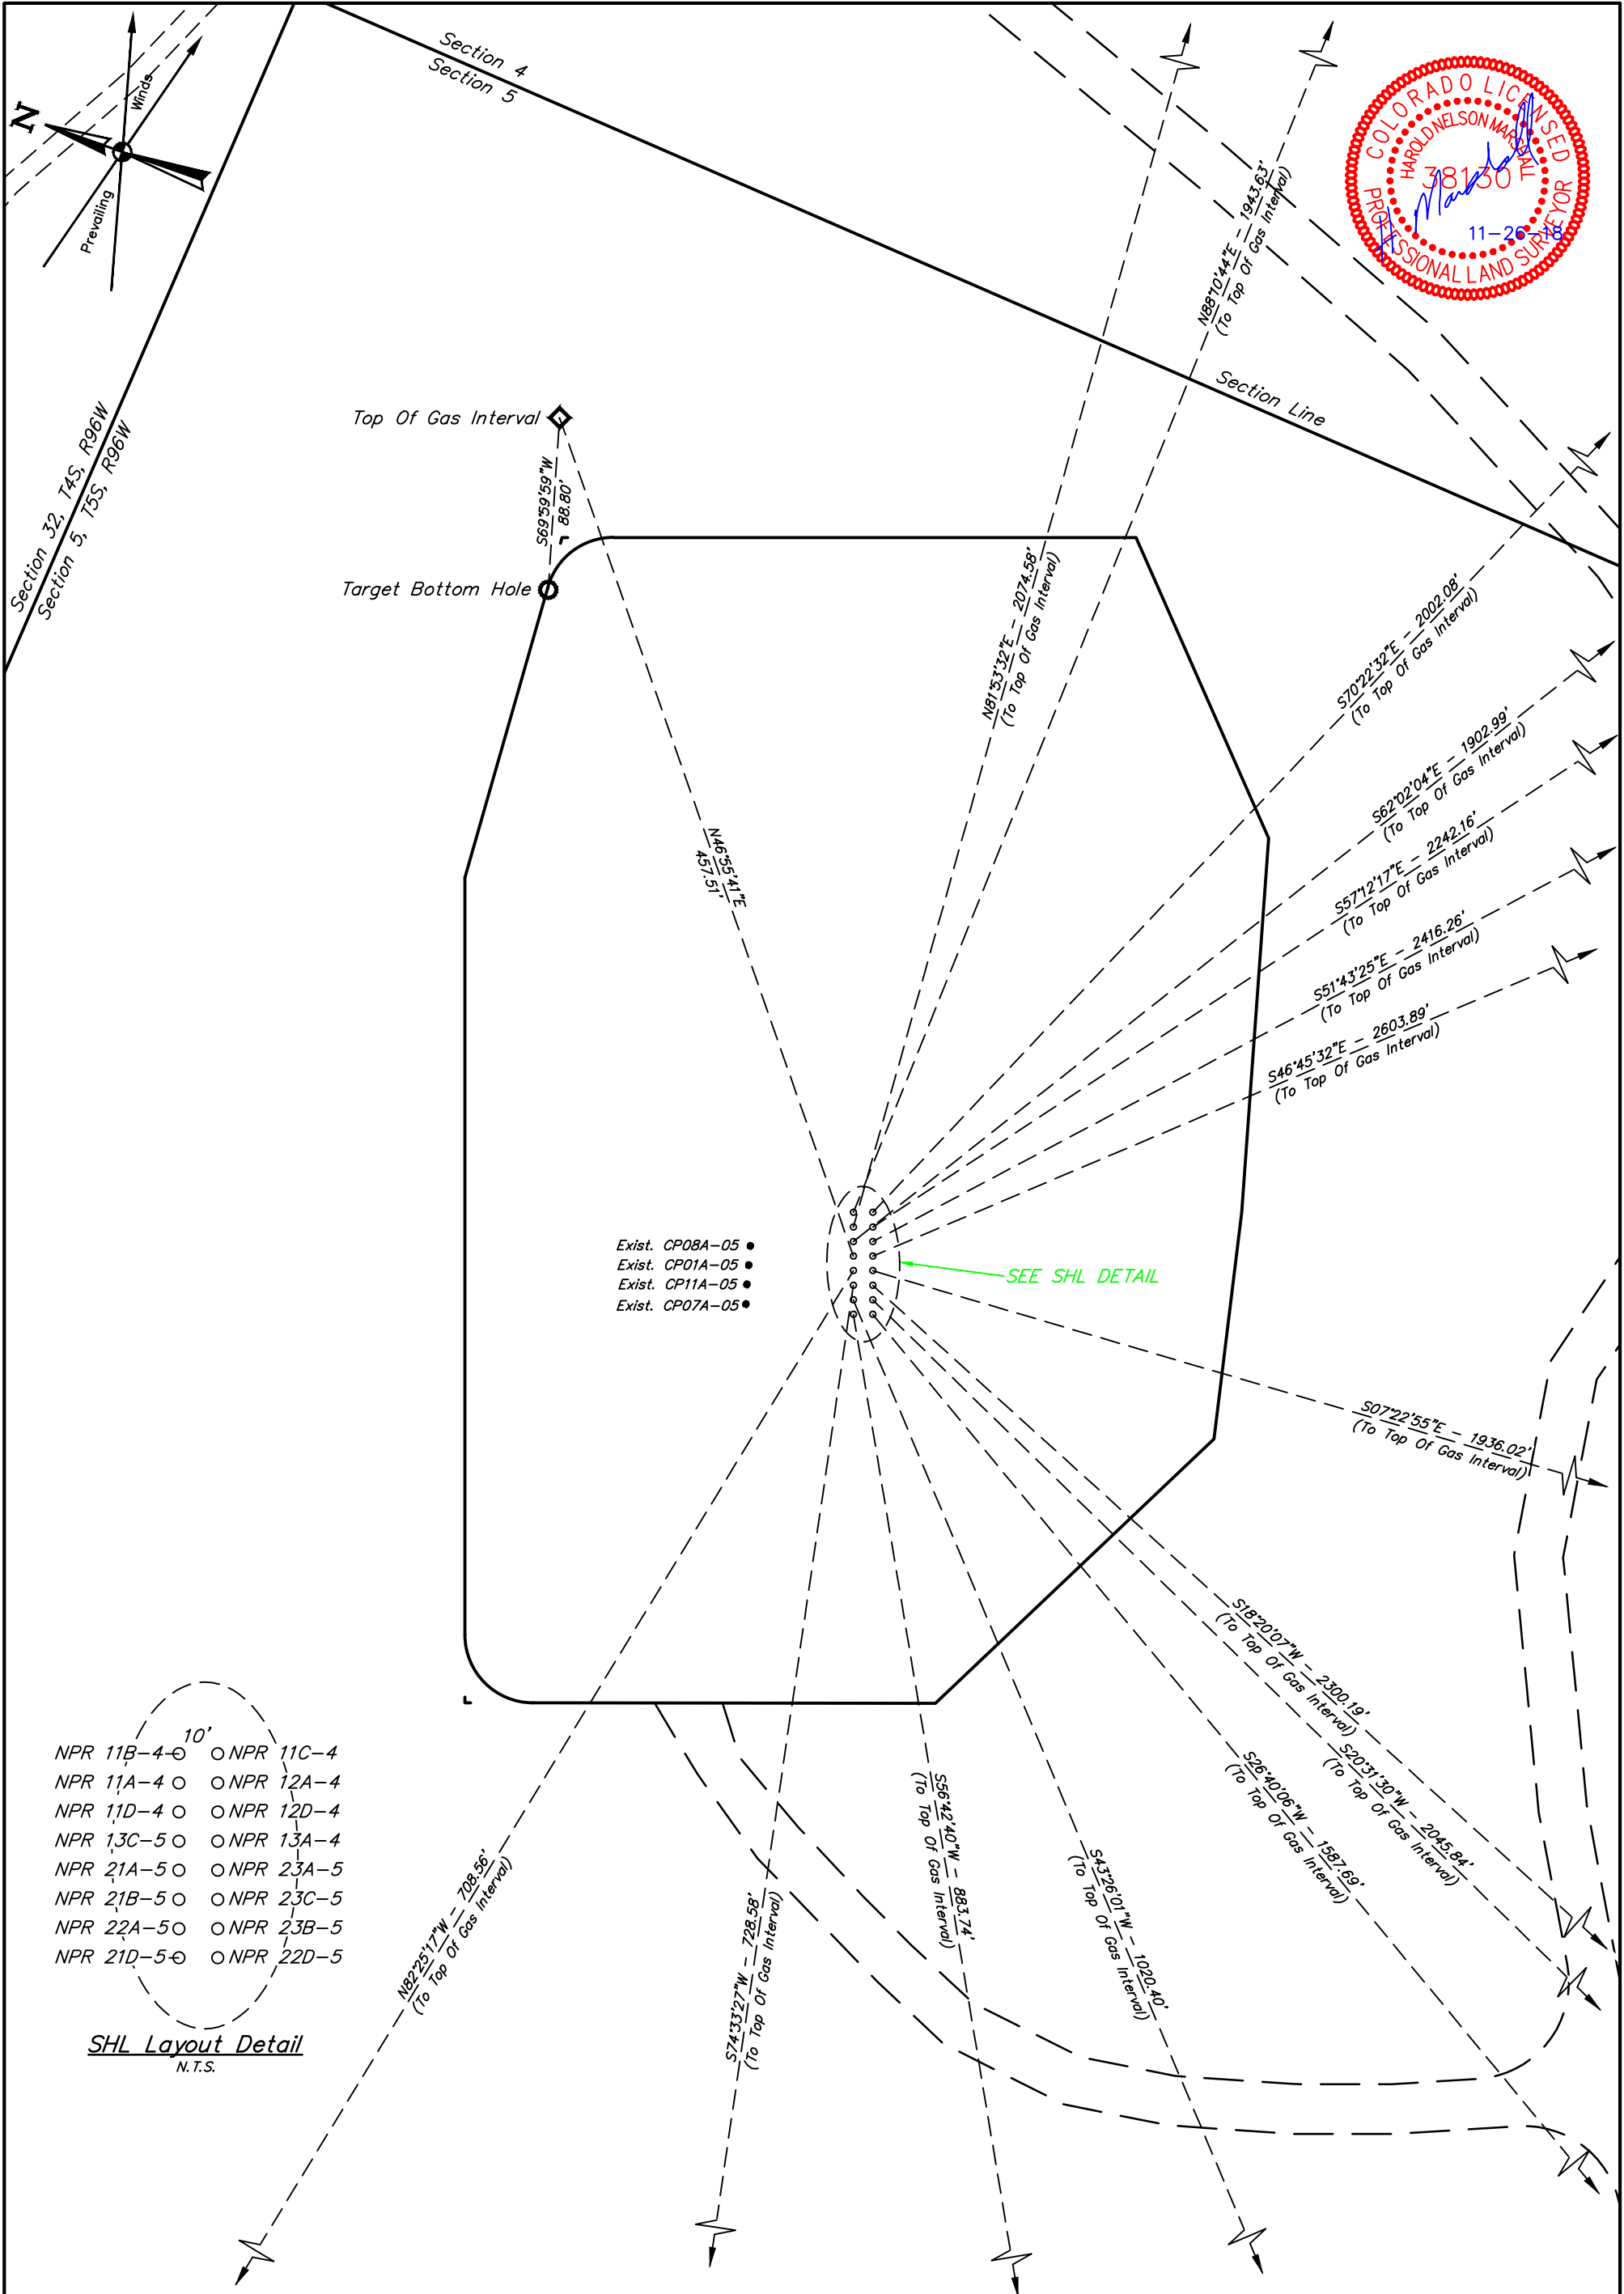 Section 4
Section 5
N
Winds
Prevailing
COLORADO LICENSED
PROFESSIONAL LAND SURVEYOR
HAROLD NELSON MARSHALL
38130
11-26-18
Section 32, T4S, R96W
Section 5, T5S, R96W
Section Line
Top Of Gas Interval
S69°59'59"W
88.80'
Target Bottom Hole
N88°10'44"E - 1943.63'
(To Top Of Gas Interval)
N81°53'32"E - 2074.58'
(To Top Of Gas Interval)
S70°22'32"E - 2002.08'
(To Top Of Gas Interval)
S62°02'04"E - 1902.99'
(To Top Of Gas Interval)
S57°12'17"E - 2242.16'
(To Top Of Gas Interval)
S51°43'25"E - 2416.26'
(To Top Of Gas Interval)
S46°45'32"E - 2603.89'
(To Top Of Gas Interval)
N46°55'41"E
457.51'
Exist. CP08A-05
Exist. CP01A-05
Exist. CP11A-05
Exist. CP07A-05
SEE SHL DETAIL
S07°22'55"E - 1936.02'
(To Top Of Gas Interval)
S18°20'07"W - 2300.19'
(To Top Of Gas Interval)
S20°31'30"W - 2045.84'
(To Top Of Gas Interval)
S26°40'06"W - 1587.69'
(To Top Of Gas Interval)
S43°26'01"W - 1020.40'
(To Top Of Gas Interval)
S56°42'40"W - 883.74'
(To Top Of Gas Interval)
S74°33'27"W - 728.58'
(To Top Of Gas Interval)
N82°25'17"W - 708.56'
(To Top Of Gas Interval)
10'
NPR 11B-4 NPR 11C-4
NPR 11A-4 NPR 12A-4
NPR 11D-4 NPR 12D-4
NPR 13C-5 NPR 13A-4
NPR 21A-5 NPR 23A-5
NPR 21B-5 NPR 23C-5
NPR 22A-5 NPR 23B-5
NPR 21D-5 NPR 22D-5
SHL Layout Detail
N.T.S.